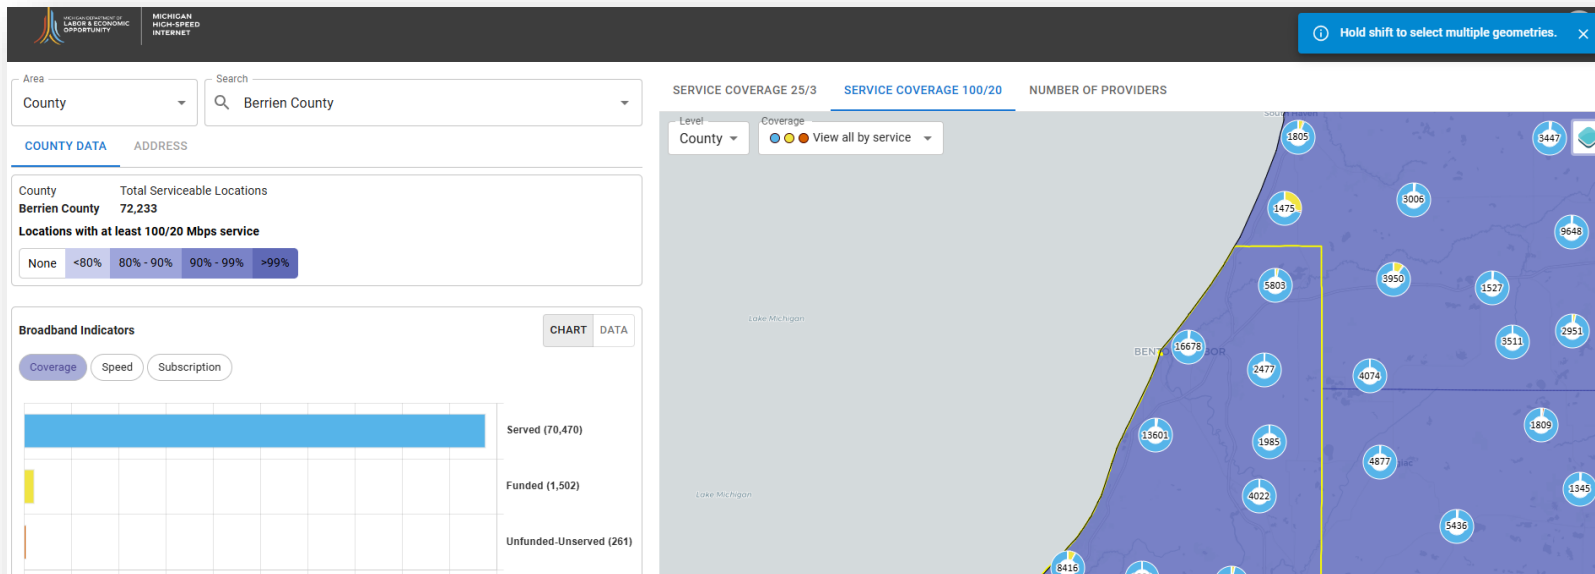 MICHIGAN DEPARTMENT OF
LABOR & ECONOMIC
OPPORTUNITY
MICHIGAN
HIGH-SPEED
INTERNET
Hold shift to select multiple geometries.
Area
County
Search
Berrien County
COUNTY DATA
ADDRESS
County
Total Serviceable Locations
Berrien County
72,233
Locations with at least 100/20 Mbps service
None
<80%
80% - 90%
90% - 99%
>99%
Broadband Indicators
CHART
DATA
Coverage
Speed
Subscription
Served (70,470)
Funded (1,502)
Unfunded-Unserved (261)
SERVICE COVERAGE 25/3
SERVICE COVERAGE 100/20
NUMBER OF PROVIDERS
Level
County
Coverage
View all by service
South Haven
1805
3447
3006
1475
9648
5803
3950
1527
Lake Michigan
2951
3511
16678
2477
4074
1809
13601
1985
4877
1345
Lake Michigan
4022
5436
8416